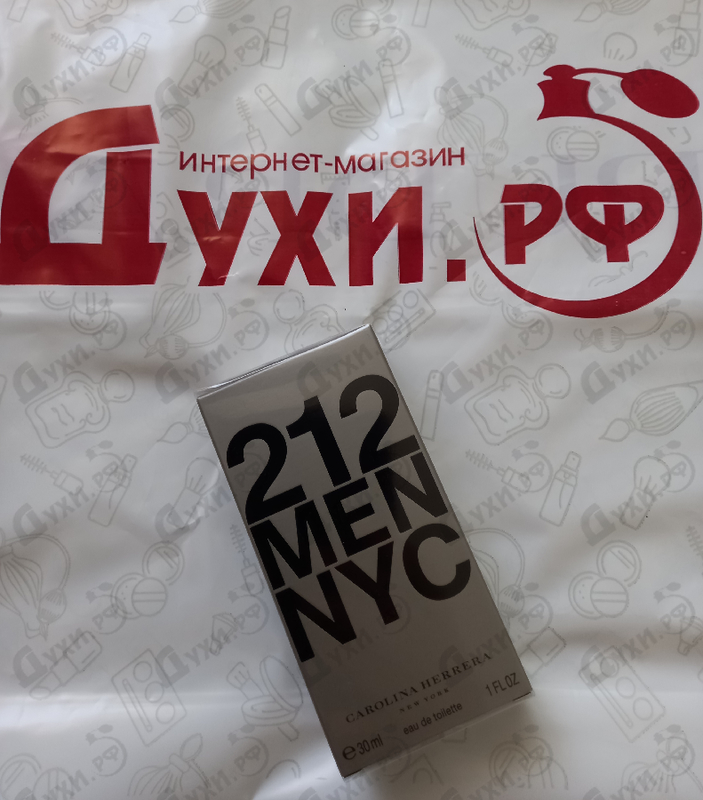 интернет-магазин
Духи.рф
212
MEN
NYC
CAROLINA HERRERA
NEW YORK
eau de toilette
℮30ml
1 FL OZ